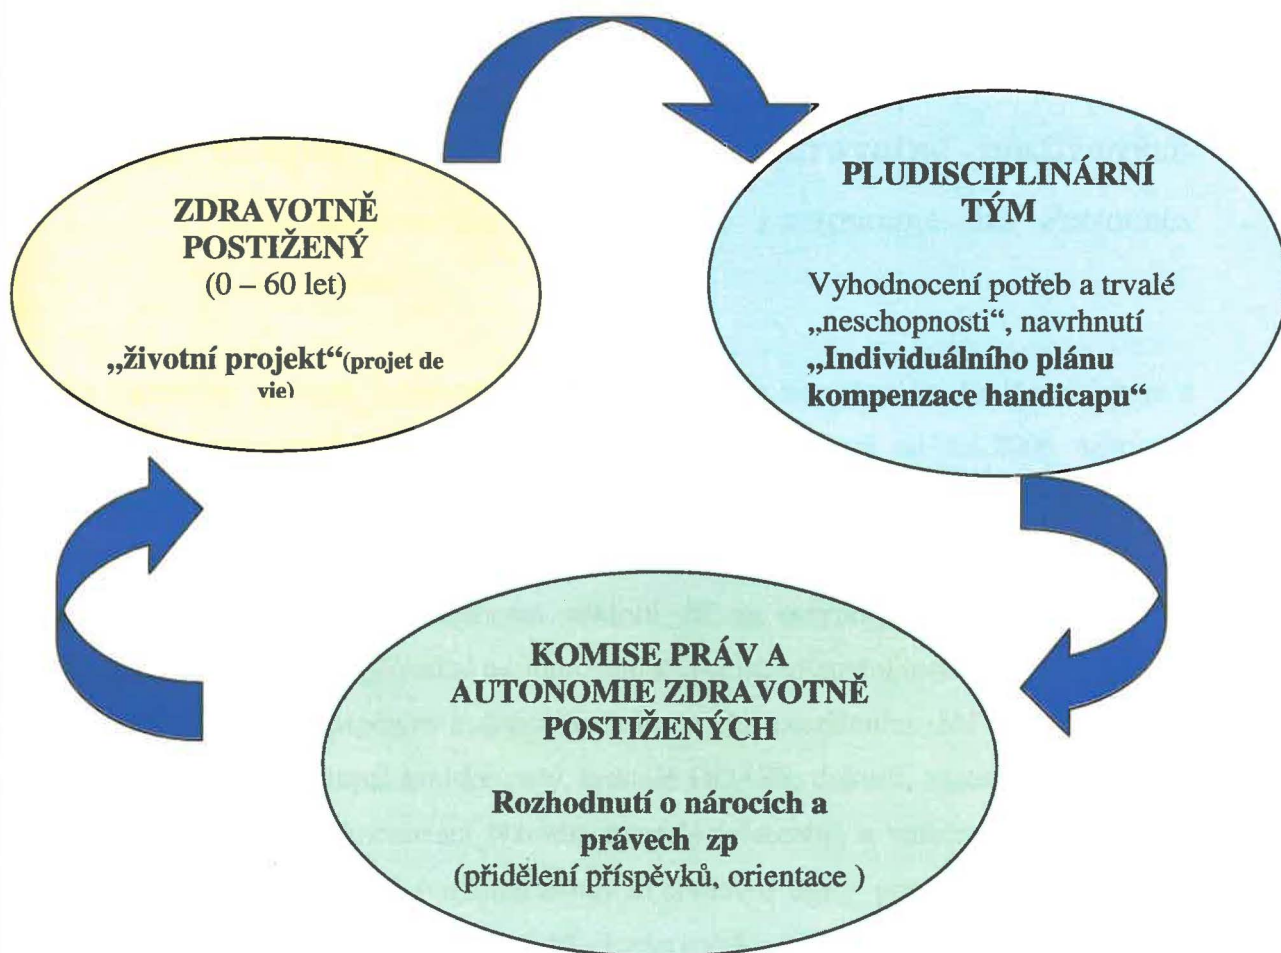 ZDRAVOTNĚ
POSTIŽENÝ
(0 – 60 let)
„životní projekt“(projet de
vie)
PLUDISCIPLINÁRNÍ
TÝM
Vyhodnocení potřeb a trvalé
„neschopnosti“, navrhnutí
„Individuálního plánu
kompenzace handicapu“
KOMISE PRÁV A
AUTONOMIE ZDRAVOTNĚ
POSTIŽENÝCH
Rozhodnutí o nárocích a
právech zp
(přidělení příspěvků, orientace )